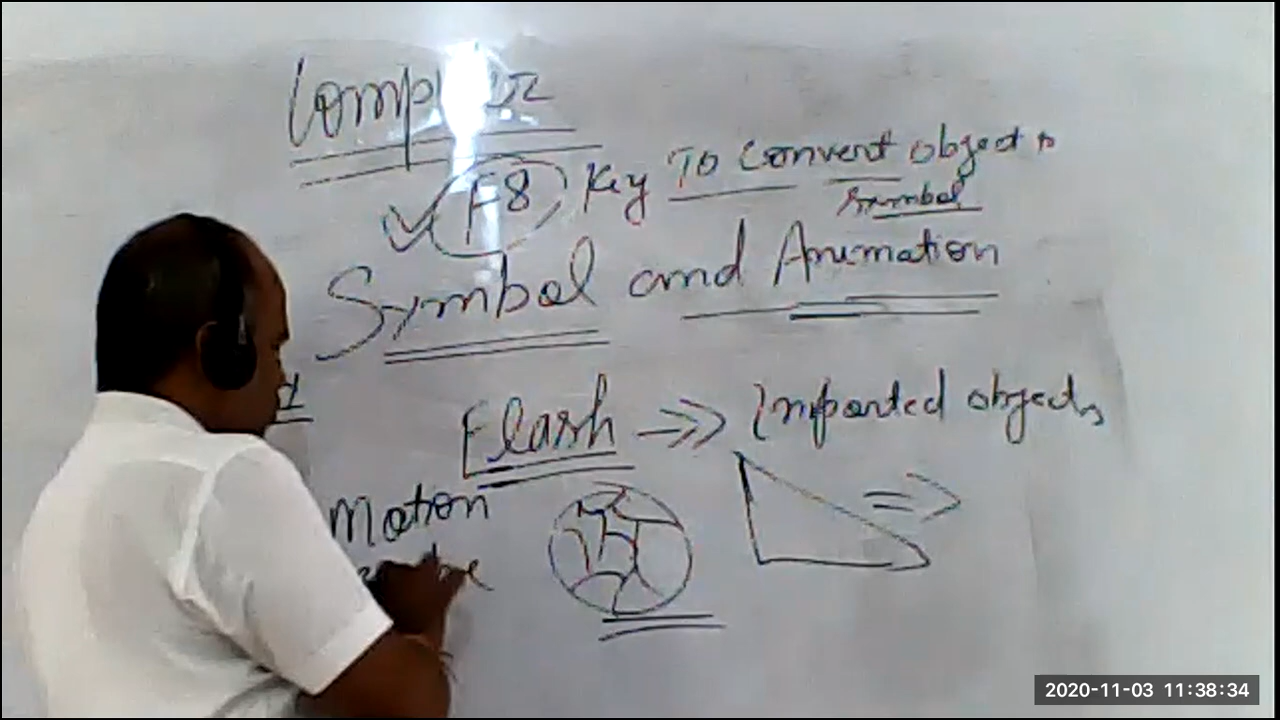 F8 Key To Convert object to
Symbol
Symbol and Animation
Flash → Imported objects
Motion
2020-11-03 11:38:34